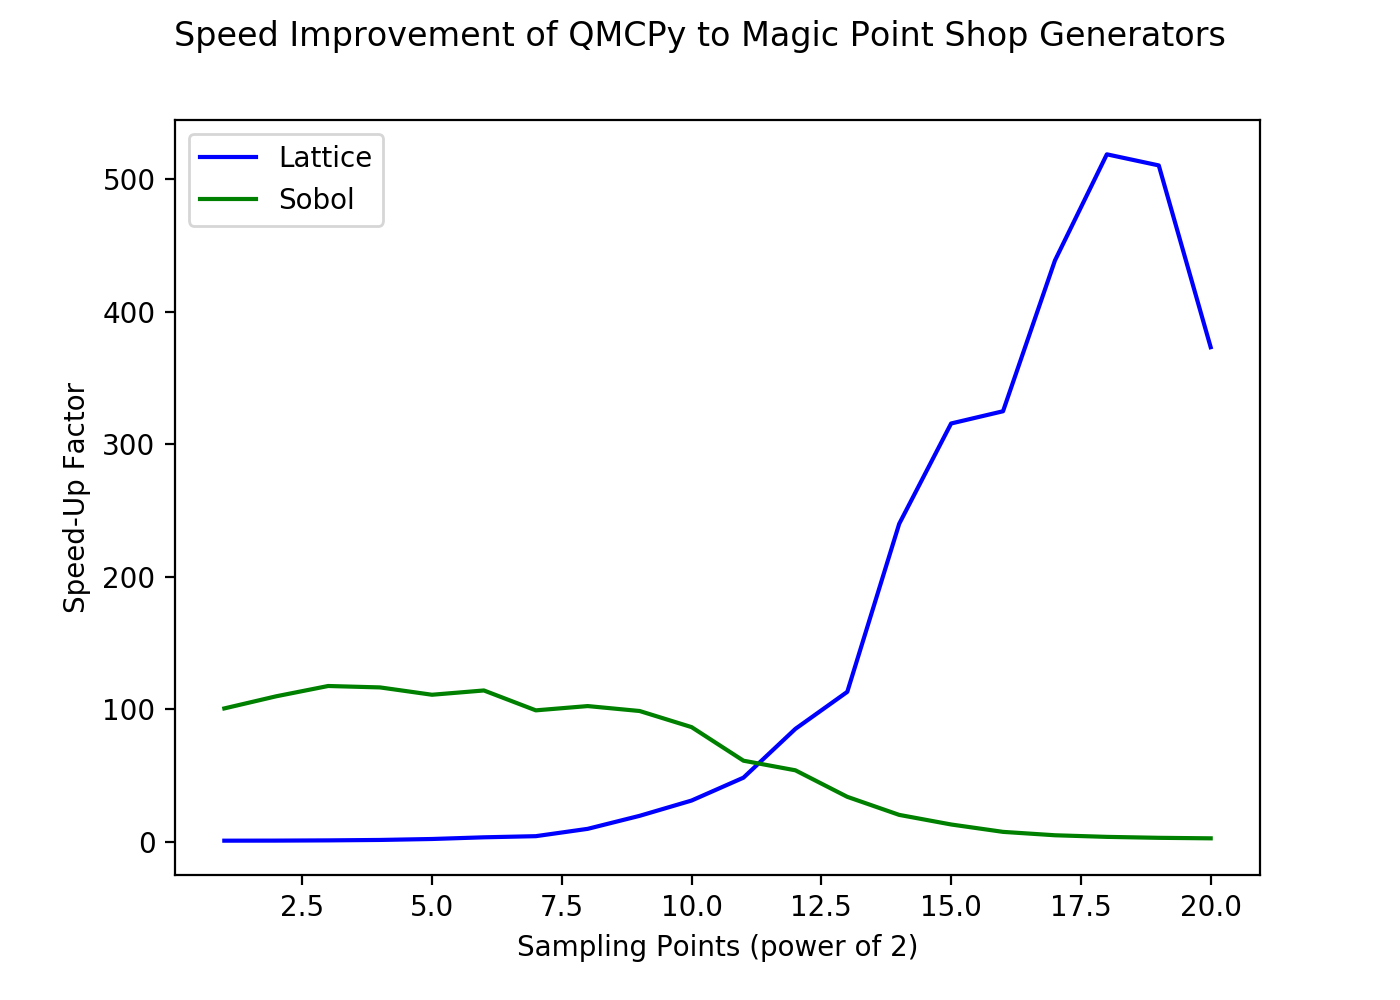 Speed Improvement of QMCPy to Magic Point Shop Generators
Lattice
Sobol
500
400
300
200
100
0
Speed-Up Factor
2.5 5.0 7.5 10.0 12.5 15.0 17.5 20.0
Sampling Points (power of 2)